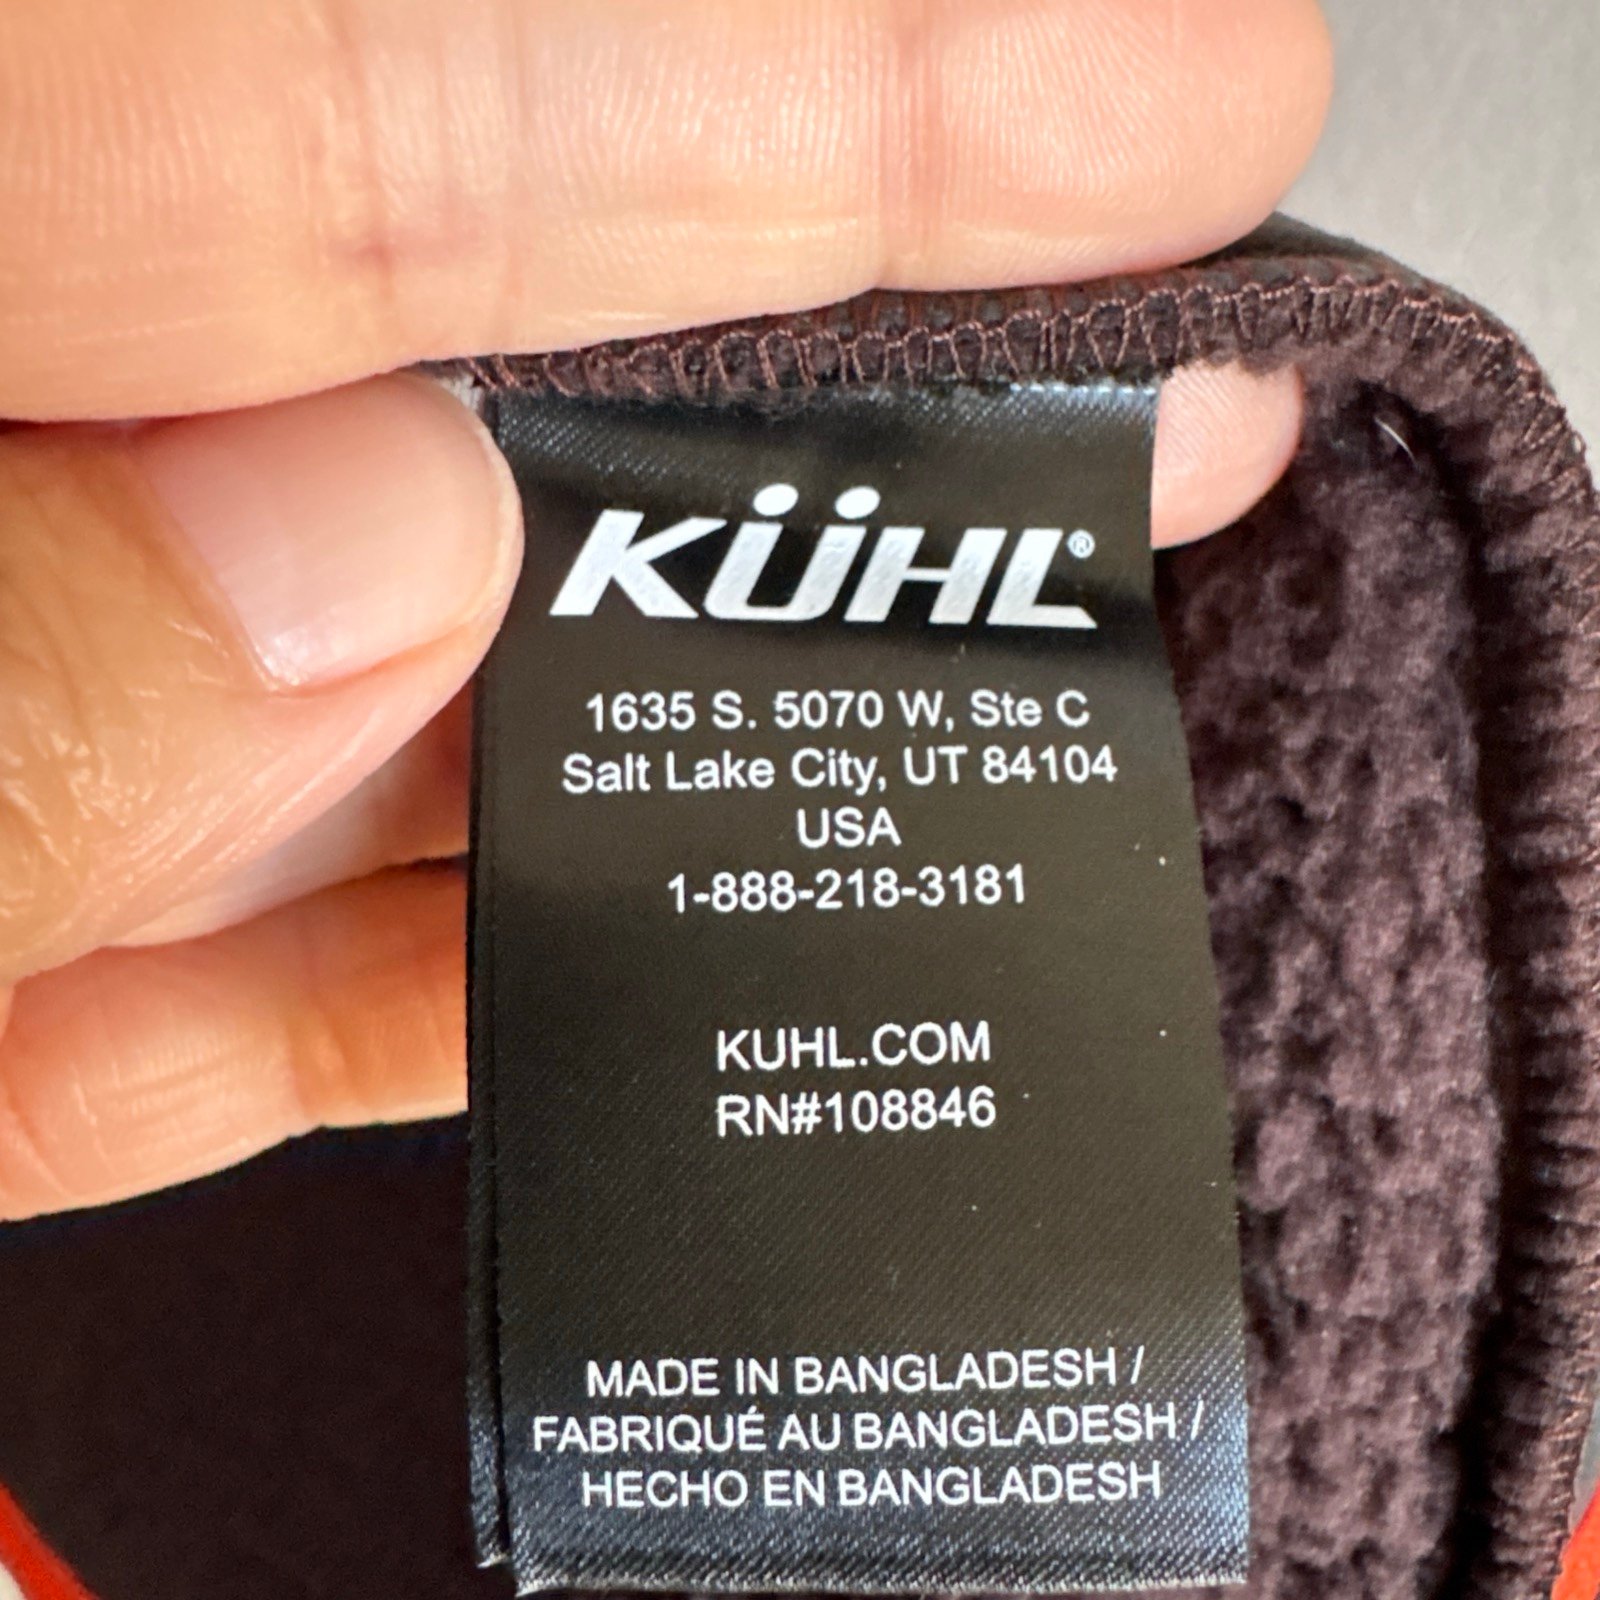 KÜHL®
1635 S. 5070 W, Ste C
Salt Lake City, UT 84104
USA
1-888-218-3181
KUHL.COM
RN#108846
MADE IN BANGLADESH /
FABRIQUÉ AU BANGLADESH /
HECHO EN BANGLADESH